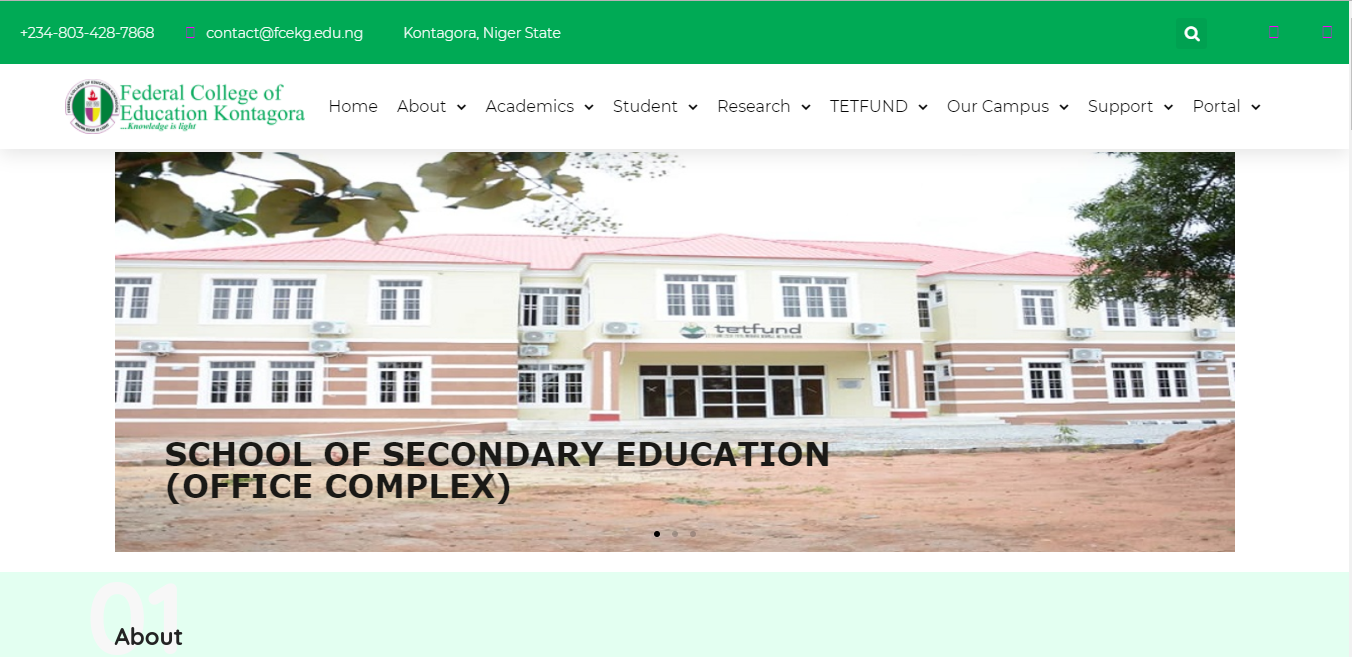 +234-803-428-7868
contact@fcekg.edu.ng
Kontagora, Niger State
Federal College of
Education Kontagora
...Knowledge is light
Home
About
Academics
Student
Research
TETFUND
Our Campus
Support
Portal
tetfund
SCHOOL OF SECONDARY EDUCATION
(OFFICE COMPLEX)
01
About